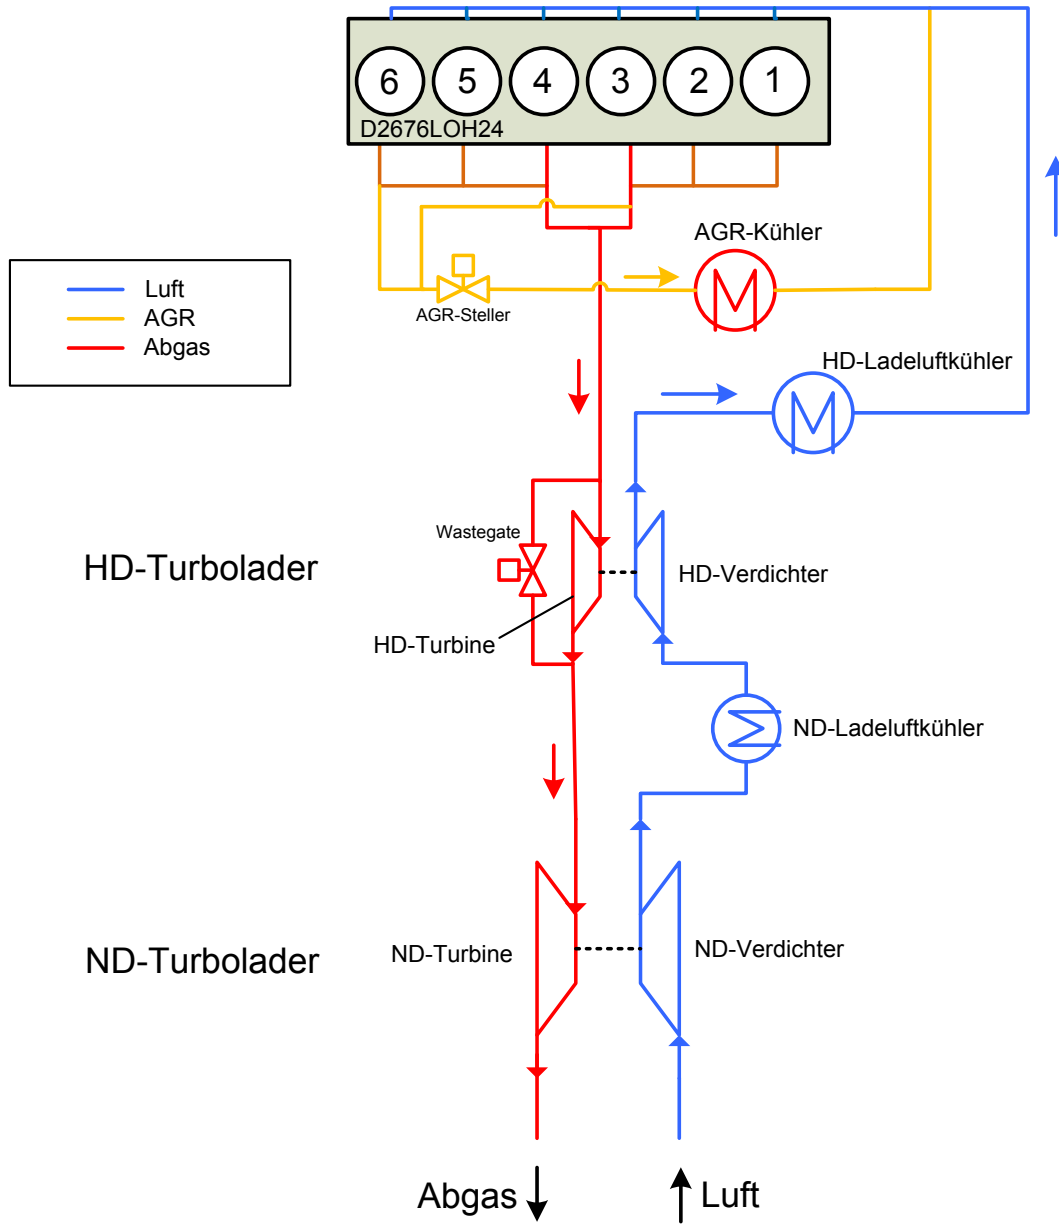 6 5 4 3 2 1
D2676LOH24
AGR-Kühler
Luft
AGR
Abgas
AGR-Steller
HD-Ladeluftkühler
Wastegate
HD-Turbolader
HD-Verdichter
HD-Turbine
ND-Ladeluftkühler
ND-Turbolader
ND-Turbine
ND-Verdichter
Abgas
Luft